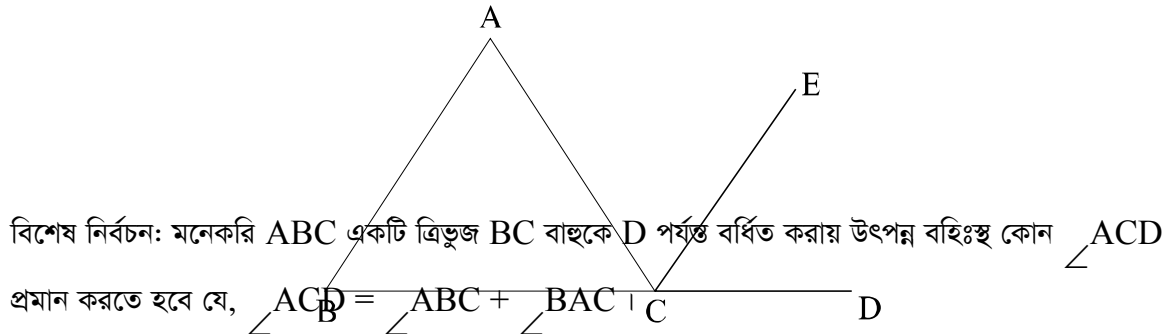 A
E
বিশেষ নির্বচন: মনেকরি ABC একটি ত্রিভুজ BC বাহুকে D পর্যন্ত বর্ধিত করায় উৎপন্ন বহিঃস্থ কোন ∠ACD
প্রমান করতে হবে যে, ∠ACD = ∠ABC + ∠BAC ।
B
C
D